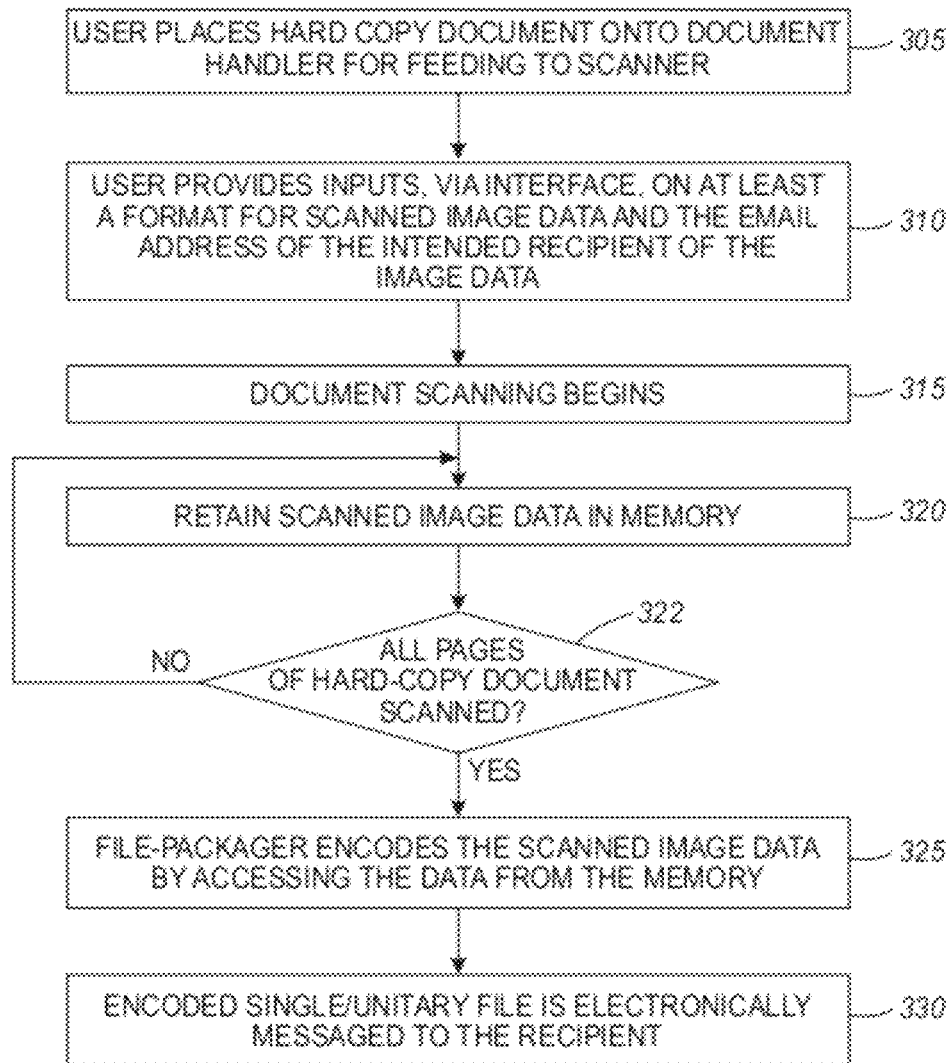 USER PLACES HARD COPY DOCUMENT ONTO DOCUMENT
HANDLER FOR FEEDING TO SCANNER
305
USER PROVIDES INPUTS, VIA INTERFACE, ON AT LEAST
A FORMAT FOR SCANNED IMAGE DATA AND THE EMAIL
ADDRESS OF THE INTENDED RECIPIENT OF THE
IMAGE DATA
310
DOCUMENT SCANNING BEGINS
315
RETAIN SCANNED IMAGE DATA IN MEMORY
320
322
ALL PAGES
OF HARD-COPY DOCUMENT
SCANNED?
NO
YES
FILE-PACKAGER ENCODES THE SCANNED IMAGE DATA
BY ACCESSING THE DATA FROM THE MEMORY
325
ENCODED SINGLE/UNITARY FILE IS ELECTRONICALLY
MESSAGED TO THE RECIPIENT
330